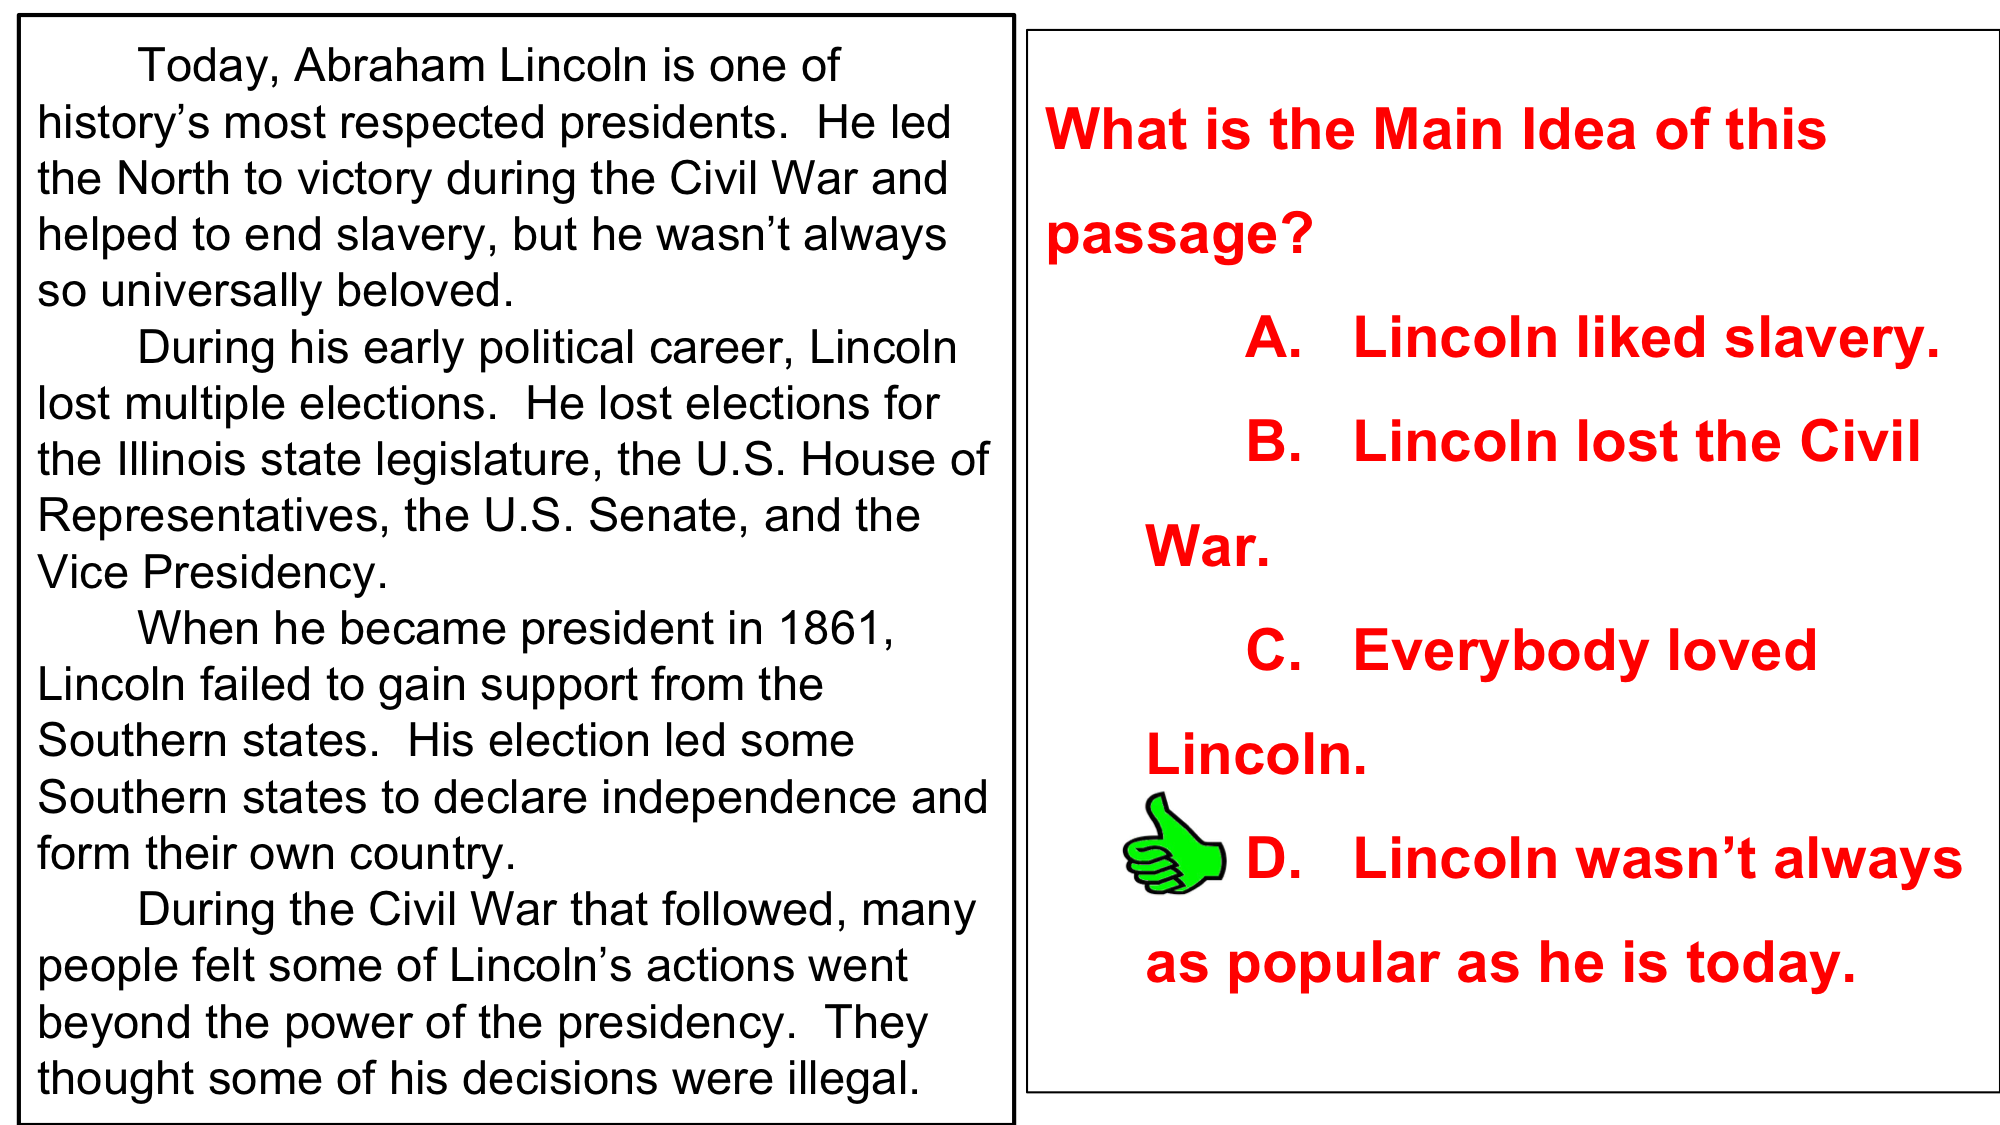 Today, Abraham Lincoln is one of
history’s most respected presidents.  He led
the North to victory during the Civil War and
helped to end slavery, but he wasn’t always
so universally beloved.
During his early political career, Lincoln
lost multiple elections.  He lost elections for
the Illinois state legislature, the U.S. House of
Representatives, the U.S. Senate, and the
Vice Presidency.
When he became president in 1861,
Lincoln failed to gain support from the
Southern states.  His election led some
Southern states to declare independence and
form their own country.
During the Civil War that followed, many
people felt some of Lincoln’s actions went
beyond the power of the presidency.  They
thought some of his decisions were illegal.
What is the Main Idea of this
passage?
A. Lincoln liked slavery.
B. Lincoln lost the Civil
War.
C. Everybody loved
Lincoln.
D. Lincoln wasn’t always
as popular as he is today.